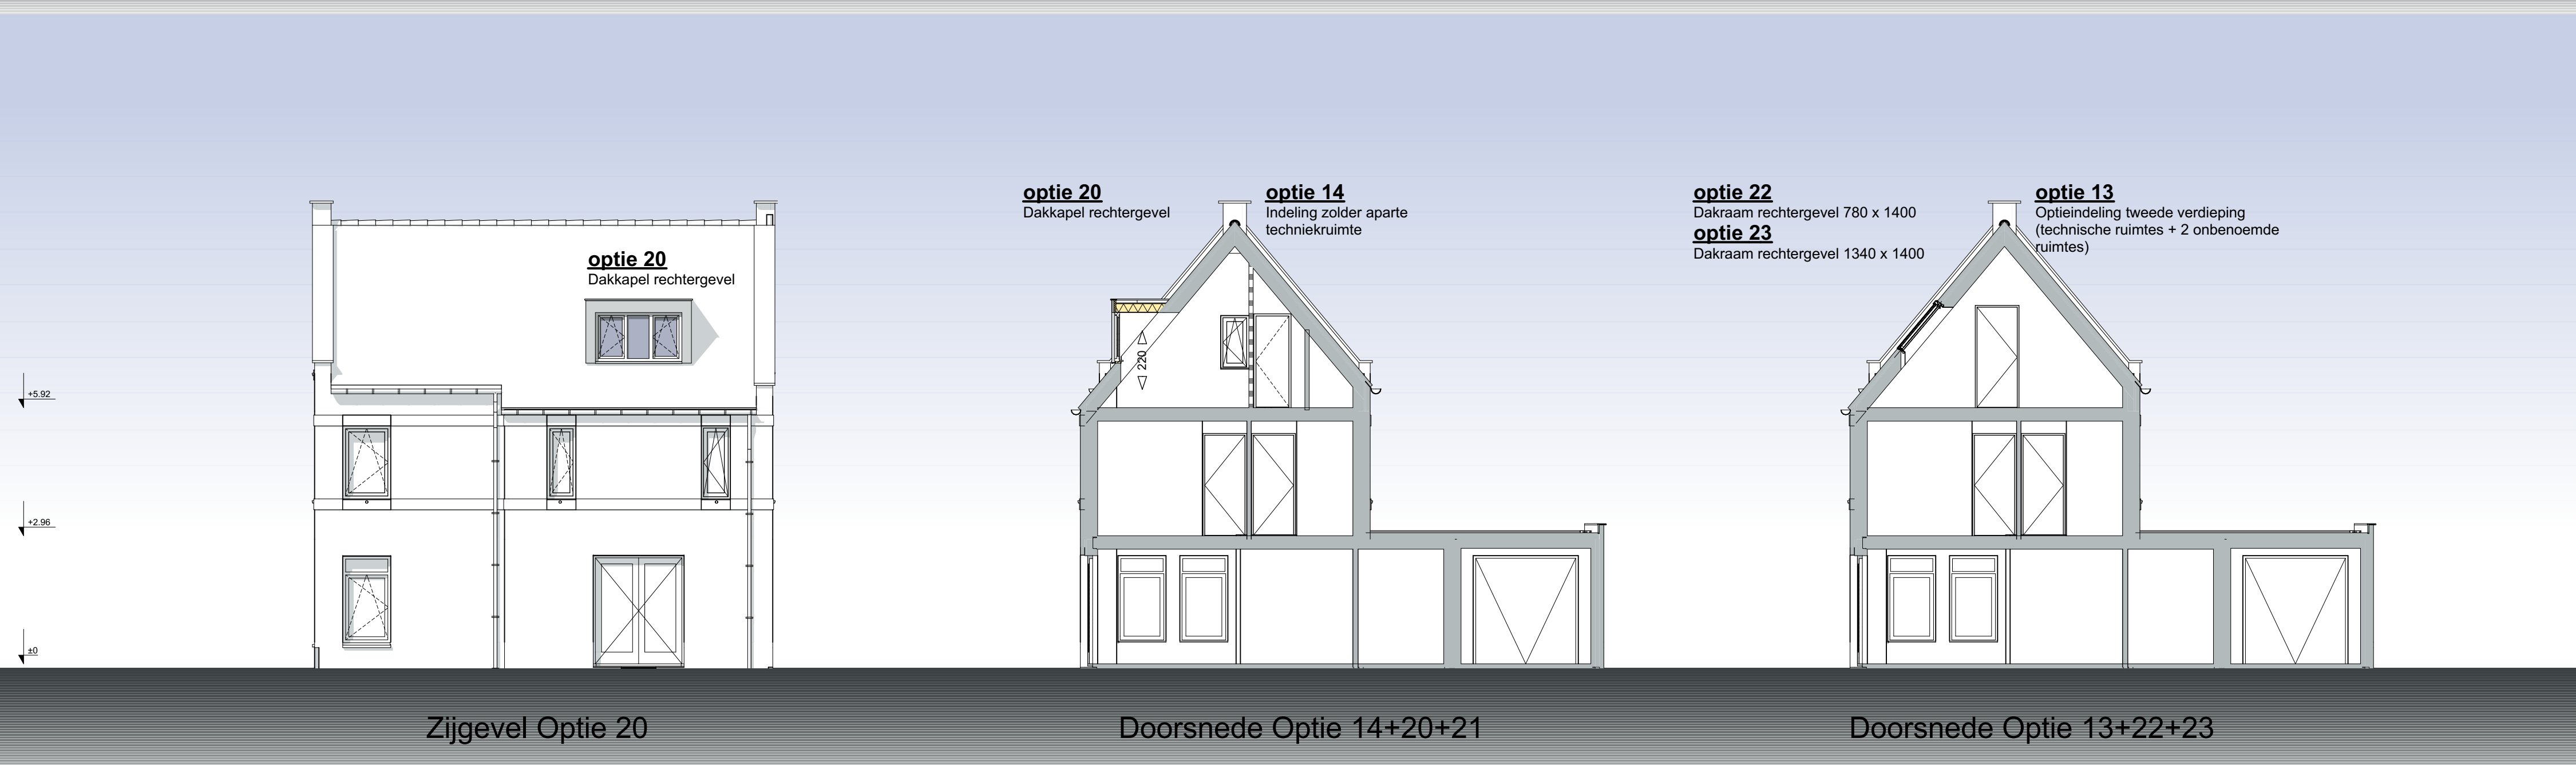 optie 20
Dakkapel rechtergevel
+5.92
+2.96
±0
Zijgevel Optie 20
optie 20
Dakkapel rechtergevel
optie 14
Indeling zolder aparte
techniekruimte
220
Doorsnede Optie 14+20+21
optie 22
Dakraam rechtergevel 780 x 1400
optie 23
Dakraam rechtergevel 1340 x 1400
optie 13
Optieindeling tweede verdieping
(technische ruimtes + 2 onbenoemde
ruimtes)
Doorsnede Optie 13+22+23